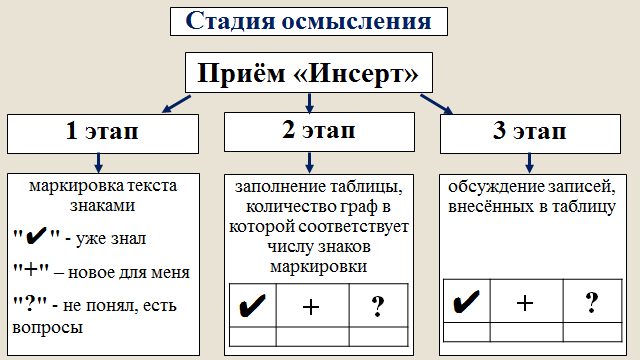 Стадия осмысления
Приём «Инсерт»
1 этап
2 этап
3 этап
маркировка текста
знаками
"✔" - уже знал
"+" – новое для меня
"?" - не понял, есть
вопросы
заполнение таблицы,
количество граф в
которой соответствует
числу знаков
маркировки
✔ + ?
обсуждение записей,
внесённых в таблицу
✔ + ?